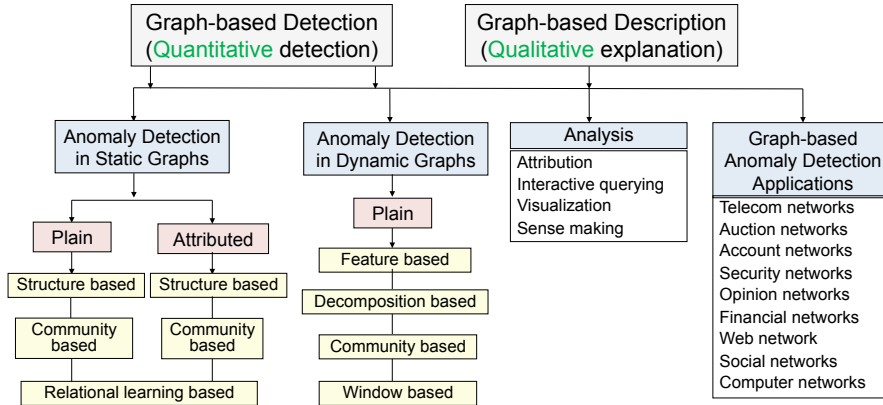 Graph-based Detection
(Quantitative detection)
Graph-based Description
(Qualitative explanation)
Anomaly Detection
in Static Graphs
Anomaly Detection
in Dynamic Graphs
Analysis
Attribution
Interactive querying
Visualization
Sense making
Graph-based
Anomaly Detection
Applications
Telecom networks
Auction networks
Account networks
Security networks
Opinion networks
Financial networks
Web network
Social networks
Computer networks
Plain
Attributed
Structure based
Structure based
Community
based
Community
based
Relational learning based
Plain
Feature based
Decomposition based
Community based
Window based